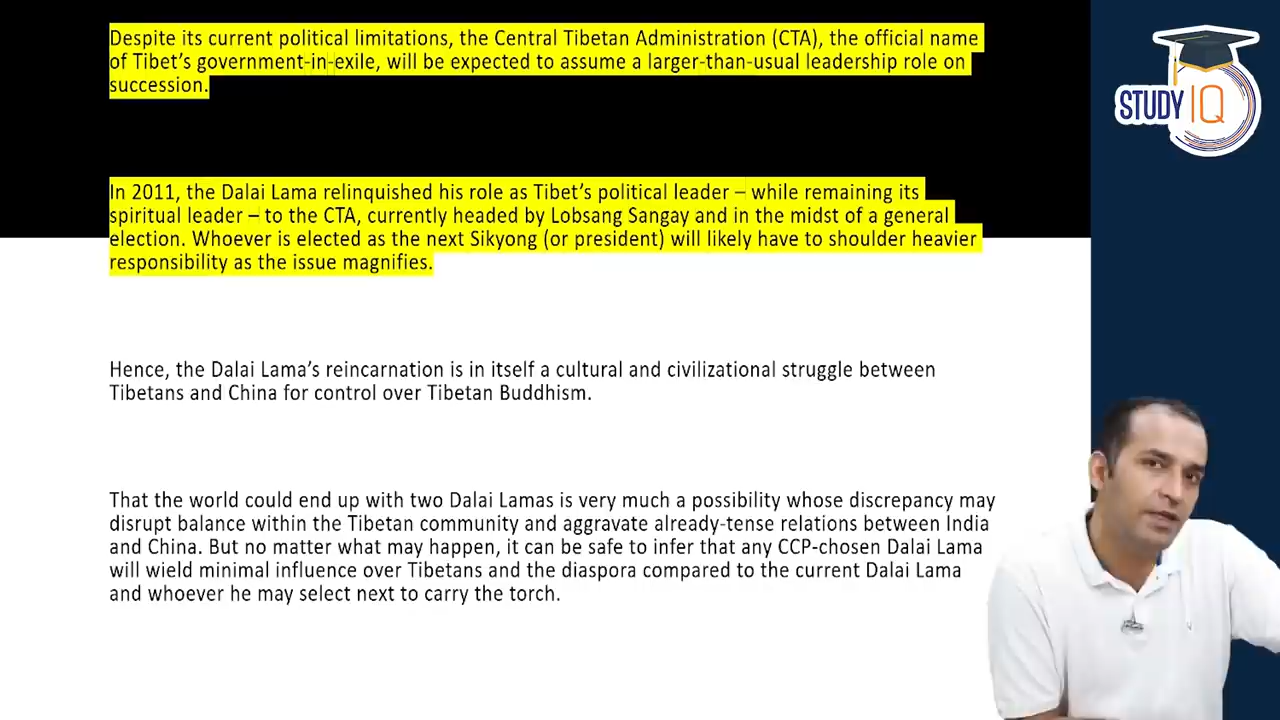 Despite its current political limitations, the Central Tibetan Administration (CTA), the official name
of Tibet's government-in-exile, will be expected to assume a larger-than-usual leadership role on
succession.
In 2011, the Dalai Lama relinquished his role as Tibet's political leader – while remaining its
spiritual leader – to the CTA, currently headed by Lobsang Sangay and in the midst of a general
election. Whoever is elected as the next Sikyong (or president) will likely have to shoulder heavier
responsibility as the issue magnifies.
Hence, the Dalai Lama's reincarnation is in itself a cultural and civilizational struggle between
Tibetans and China for control over Tibetan Buddhism.
That the world could end up with two Dalai Lamas is very much a possibility whose discrepancy may
disrupt balance within the Tibetan community and aggravate already-tense relations between India
and China. But no matter what may happen, it can be safe to infer that any CCP-chosen Dalai Lama
will wield minimal influence over Tibetans and the diaspora compared to the current Dalai Lama
and whoever he may select next to carry the torch.
STUDY IQ